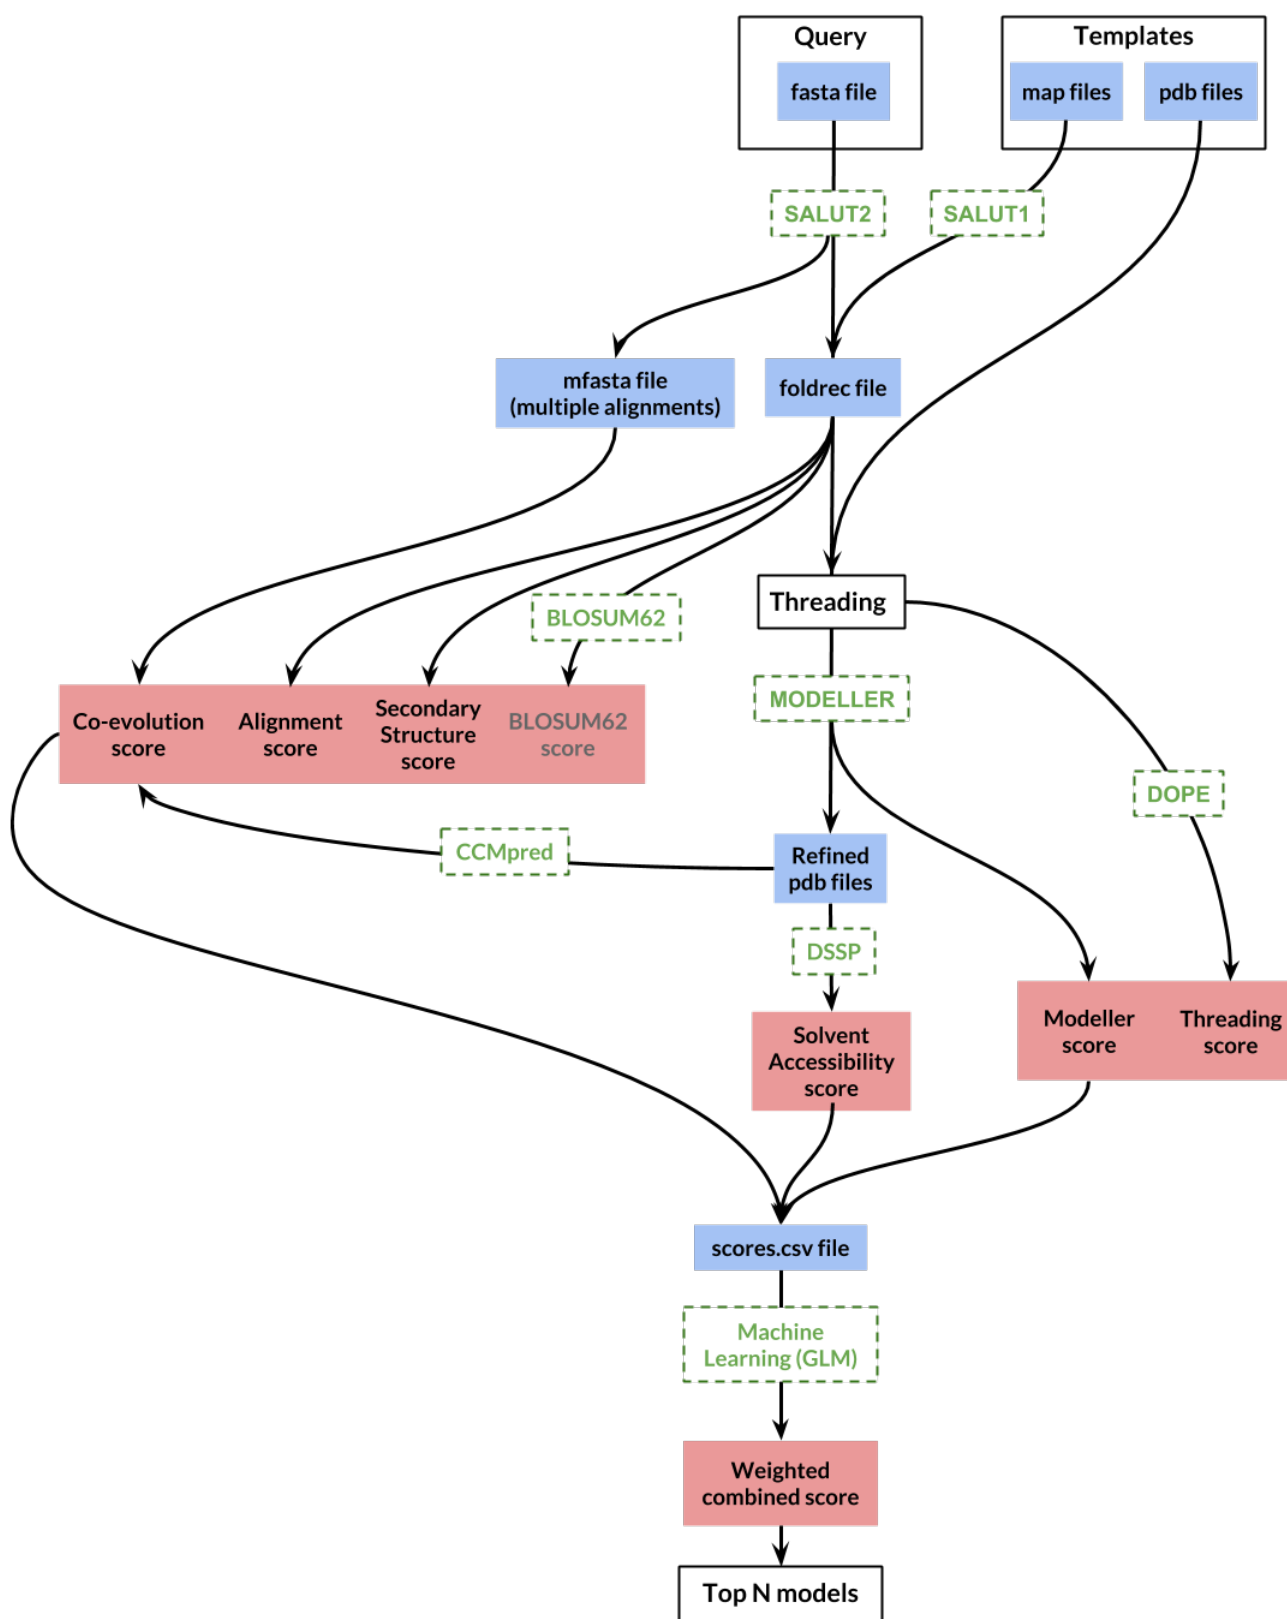 Query
Templates
fasta file
map files
pdb files
SALUT2
SALUT1
mfasta file
(multiple alignments)
foldrec file
BLOSUM62
Threading
MODELLER
Co-evolution
score
Alignment
score
Secondary
Structure
score
BLOSUM62
score
DOPE
CCMpred
Refined
pdb files
DSSP
Solvent
Accessibility
score
Modeller
score
Threading
score
scores.csv file
Machine
Learning (GLM)
Weighted
combined score
Top N models